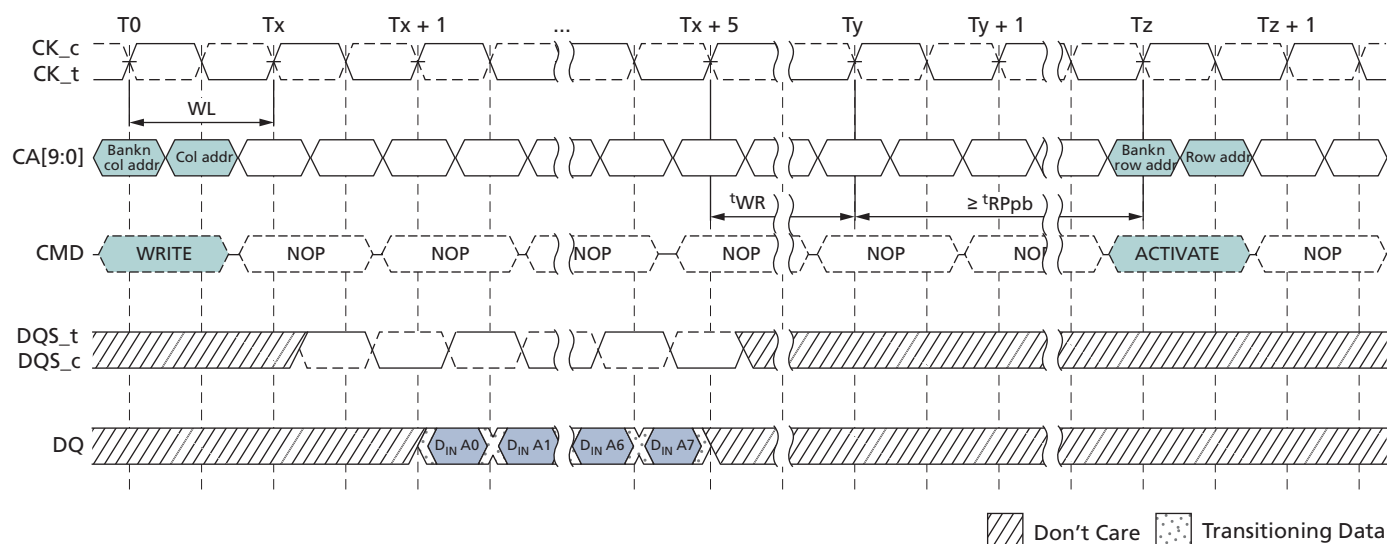 T0 Tx Tx + 1 ... Tx + 5 Ty Ty + 1 Tz Tz + 1
CK_c
CK_t
WL
CA[9:0] Bankn col addr Col addr Bankn row addr Row addr
tWR ≥ tRPpb
CMD WRITE NOP NOP NOP NOP NOP NOP ACTIVATE NOP
DQS_t
DQS_c
DQ DIN A0 DIN A1 DIN A6 DIN A7
Don't Care Transitioning Data